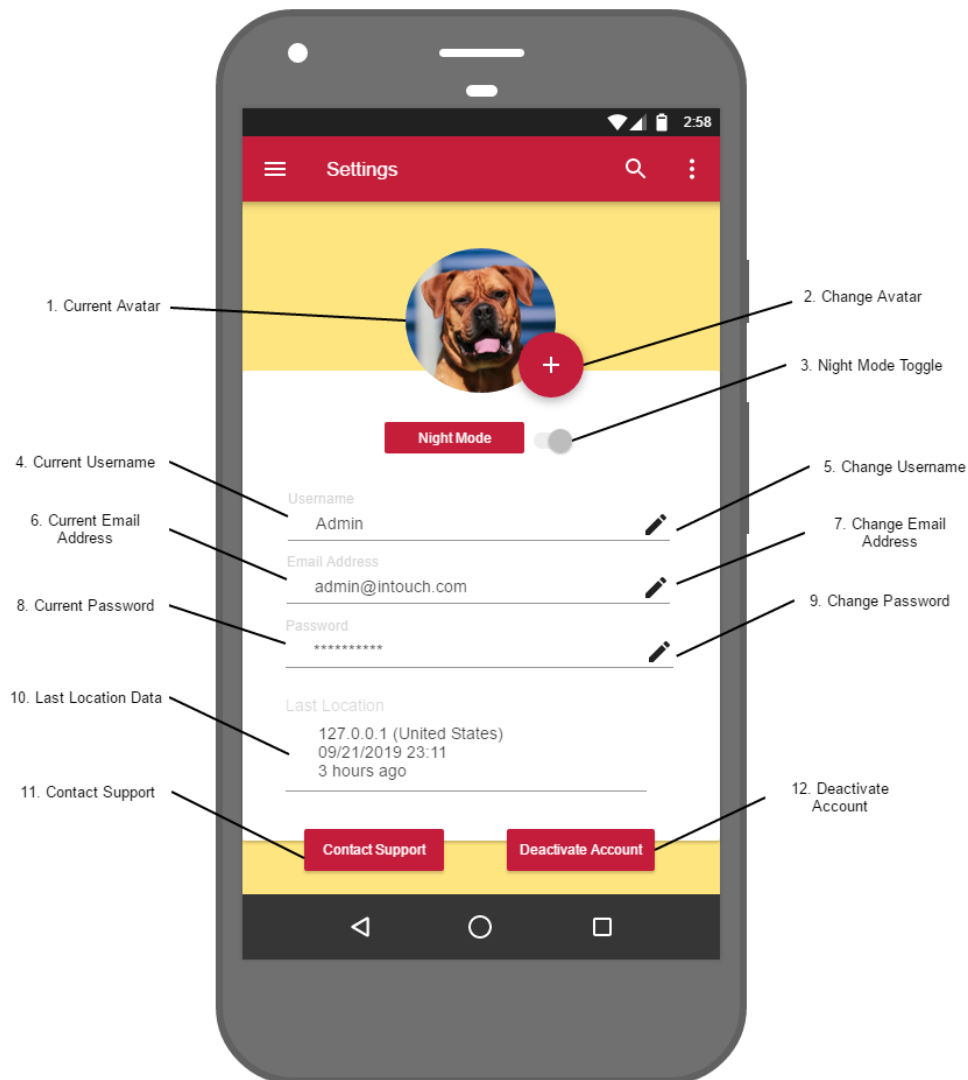 2:58
Settings
1. Current Avatar
2. Change Avatar
3. Night Mode Toggle
Night Mode
4. Current Username
5. Change Username
Username
Admin
6. Current Email
Address
7. Change Email
Address
Email Address
admin@intouch.com
8. Current Password
9. Change Password
Password
**********
10. Last Location Data
Last Location
127.0.0.1 (United States)
09/21/2019 23:11
3 hours ago
11. Contact Support
12. Deactivate
Account
Contact Support
Deactivate Account